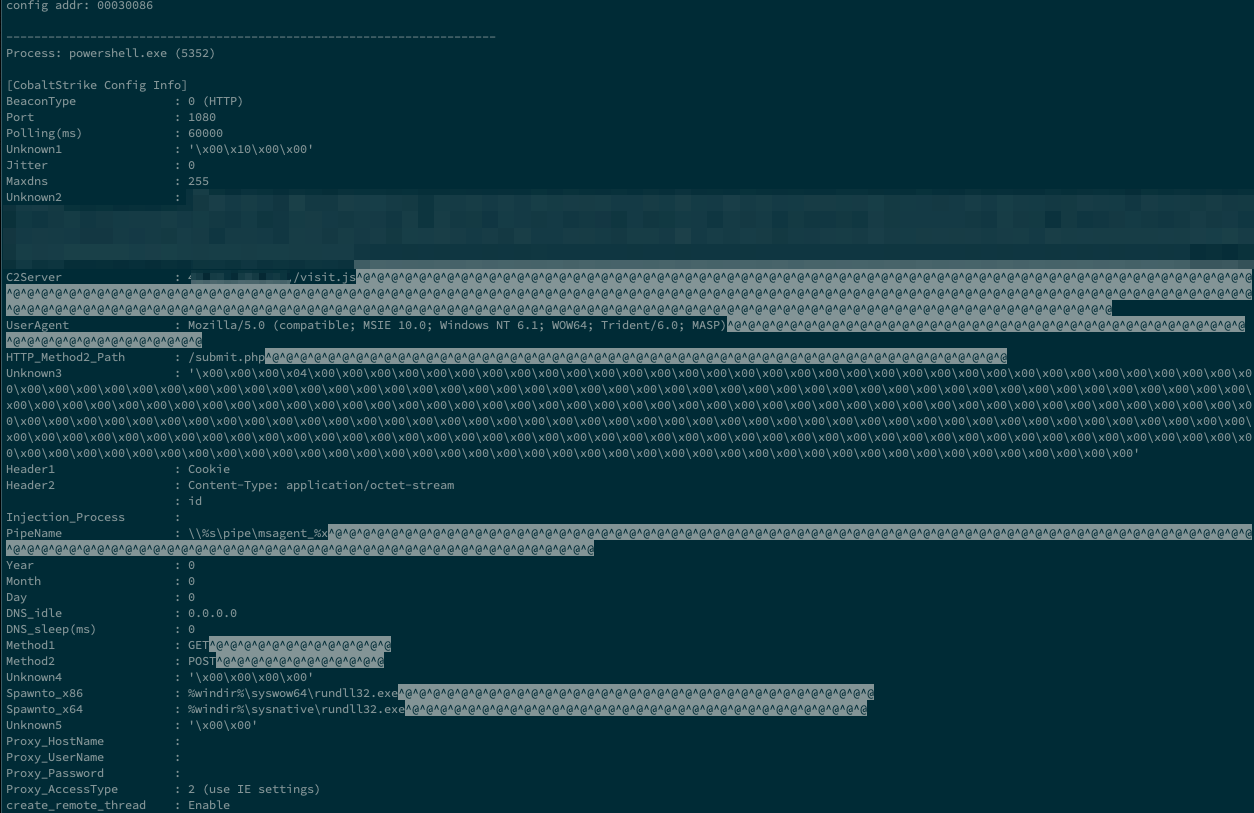 config addr: 00030086
----------------------------------------------------------------------
Process: powershell.exe (5352)
[CobaltStrike Config Info]
BeaconType : 0 (HTTP)
Port : 1080
Polling(ms) : 60000
Unknown1 : '\x00\x10\x00\x00'
Jitter : 0
Maxdns : 255
Unknown2 :
C2Server : /visit.js^@^@^@^@^@^@^@^@^@^@^@^@^@^@^@^@^@^@^@^@^@^@^@^@^@^@^@^@^@^@^@^@^@^@^@^@^@^@^@^@^@^@^@^@^@^@^@^@^@^@^@^@^@^@^@^@^@^@^@^@^@^@^@^@
^@^@^@^@^@^@^@^@^@^@^@^@^@^@^@^@^@^@^@^@^@^@^@^@^@^@^@^@^@^@^@^@^@^@^@^@^@^@^@^@^@^@^@^@^@^@^@^@^@^@^@^@^@^@^@^@^@^@^@^@^@^@^@^@^@^@^@^@^@^@^@^@^@^@^@^@^@^@^@^@^@^@^@^@^@^@^@^@^@
^@^@^@^@^@^@^@^@^@^@^@^@^@^@^@^@^@^@^@^@^@^@^@^@^@^@^@^@^@^@^@^@^@^@^@^@^@^@^@^@^@^@^@^@^@^@^@^@^@^@^@^@^@^@^@^@^@^@^@^@^@^@^@^@^@^@^@^@^@^@^@^@^@^@^@^@^@^@^@
UserAgent : Mozilla/5.0 (compatible; MSIE 10.0; Windows NT 6.1; WOW64; Trident/6.0; MASP)^@^@^@^@^@^@^@^@^@^@^@^@^@^@^@^@^@^@^@^@^@^@^@^@^@^@^@^@^@^@^@^@^@^@^@^@^@
^@^@^@^@^@^@^@^@^@^@^@^@^@^@
HTTP_Method2_Path : /submit.php^@^@^@^@^@^@^@^@^@^@^@^@^@^@^@^@^@^@^@^@^@^@^@^@^@^@^@^@^@^@^@^@^@^@^@^@^@^@^@^@^@^@^@^@^@^@^@^@^@^@^@^@^@
Unknown3 : '\x00\x00\x00\x04\x00\x00\x00\x00\x00\x00\x00\x00\x00\x00\x00\x00\x00\x00\x00\x00\x00\x00\x00\x00\x00\x00\x00\x00\x00\x00\x00\x00\x00\x00\x00\x00\x00\x0
0\x00\x00\x00\x00\x00\x00\x00\x00\x00\x00\x00\x00\x00\x00\x00\x00\x00\x00\x00\x00\x00\x00\x00\x00\x00\x00\x00\x00\x00\x00\x00\x00\x00\x00\x00\x00\x00\x00\x00\x00\x00\x00\x00\x00\
x00\x00\x00\x00\x00\x00\x00\x00\x00\x00\x00\x00\x00\x00\x00\x00\x00\x00\x00\x00\x00\x00\x00\x00\x00\x00\x00\x00\x00\x00\x00\x00\x00\x00\x00\x00\x00\x00\x00\x00\x00\x00\x00\x00\x0
0\x00\x00\x00\x00\x00\x00\x00\x00\x00\x00\x00\x00\x00\x00\x00\x00\x00\x00\x00\x00\x00\x00\x00\x00\x00\x00\x00\x00\x00\x00\x00\x00\x00\x00\x00\x00\x00\x00\x00\x00\x00\x00\x00\x00\
x00\x00\x00\x00\x00\x00\x00\x00\x00\x00\x00\x00\x00\x00\x00\x00\x00\x00\x00\x00\x00\x00\x00\x00\x00\x00\x00\x00\x00\x00\x00\x00\x00\x00\x00\x00\x00\x00\x00\x00\x00\x00\x00\x00\x0
0\x00\x00\x00\x00\x00\x00\x00\x00\x00\x00\x00\x00\x00\x00\x00\x00\x00\x00\x00\x00\x00\x00\x00\x00\x00\x00\x00\x00\x00\x00\x00\x00\x00\x00\x00\x00\x00\x00\x00\x00'
Header1 : Cookie
Header2 : Content-Type: application/octet-stream
: id
Injection_Process :
PipeName : \\%s\pipe\msagent_%x^@^@^@^@^@^@^@^@^@^@^@^@^@^@^@^@^@^@^@^@^@^@^@^@^@^@^@^@^@^@^@^@^@^@^@^@^@^@^@^@^@^@^@^@^@^@^@^@^@^@^@^@^@^@^@^@^@^@^@^@^@^@^@^@^@^@
^@^@^@^@^@^@^@^@^@^@^@^@^@^@^@^@^@^@^@^@^@^@^@^@^@^@^@^@^@^@^@^@^@^@^@^@^@^@^@^@^@^@
Year : 0
Month : 0
Day : 0
DNS_idle : 0.0.0.0
DNS_sleep(ms) : 0
Method1 : GET^@^@^@^@^@^@^@^@^@^@^@^@^@
Method2 : POST^@^@^@^@^@^@^@^@^@^@^@^@
Unknown4 : '\x00\x00\x00\x00'
Spawnto_x86 : %windir%\syswow64\rundll32.exe^@^@^@^@^@^@^@^@^@^@^@^@^@^@^@^@^@^@^@^@^@^@^@^@^@^@^@^@^@^@^@^@^@^@
Spawnto_x64 : %windir%\sysnative\rundll32.exe^@^@^@^@^@^@^@^@^@^@^@^@^@^@^@^@^@^@^@^@^@^@^@^@^@^@^@^@^@^@^@^@^@
Unknown5 : '\x00\x00'
Proxy_HostName :
Proxy_UserName :
Proxy_Password :
Proxy_AccessType : 2 (use IE settings)
create_remote_thread : Enable